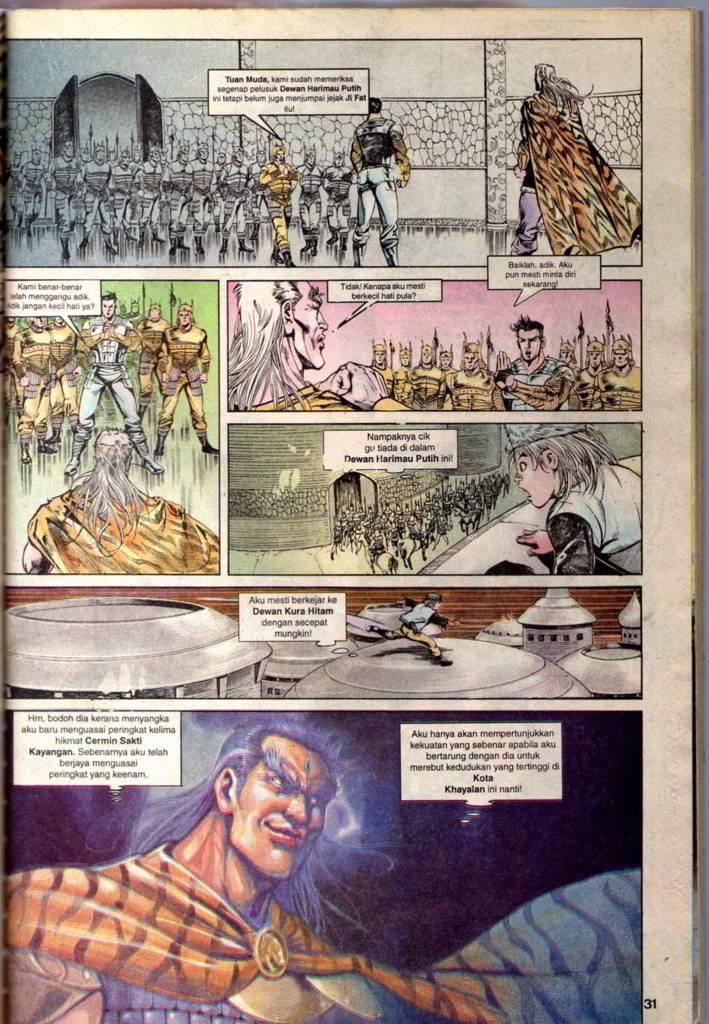 Tuan Muda, kami sudah memeriksa
segenap pelusuk Dewan Harimau Putih
ini tetapi belum juga menjumpai jejak Ji Fat
itu!
Baiklah, adik. Aku
pun mesti minta diri
sekarang!
Kami benar-benar
telah menggangu adik.
Adik jangan kecil hati ya?
Tidak! Kenapa aku mesti
berkecil hati pula?
Nampaknya cik
gu tiada di dalam
Dewan Harimau Putih ini!
Aku mesti berkejar ke
Dewan Kura Hitam
dengan secepat
mungkin!
Hm, bodoh dia kerana menyangka
aku baru menguasai peringkat kelima
hikmat Cermin Sakti
Kayangan. Sebenarnya aku telah
berjaya menguasai
peringkat yang keenam.
Aku hanya akan mempertunjukkan
kekuatan yang sebenar apabila aku
bertarung dengan dia untuk
merebut kedudukan yang tertinggi di
Kota
Khayalan ini nanti!
31